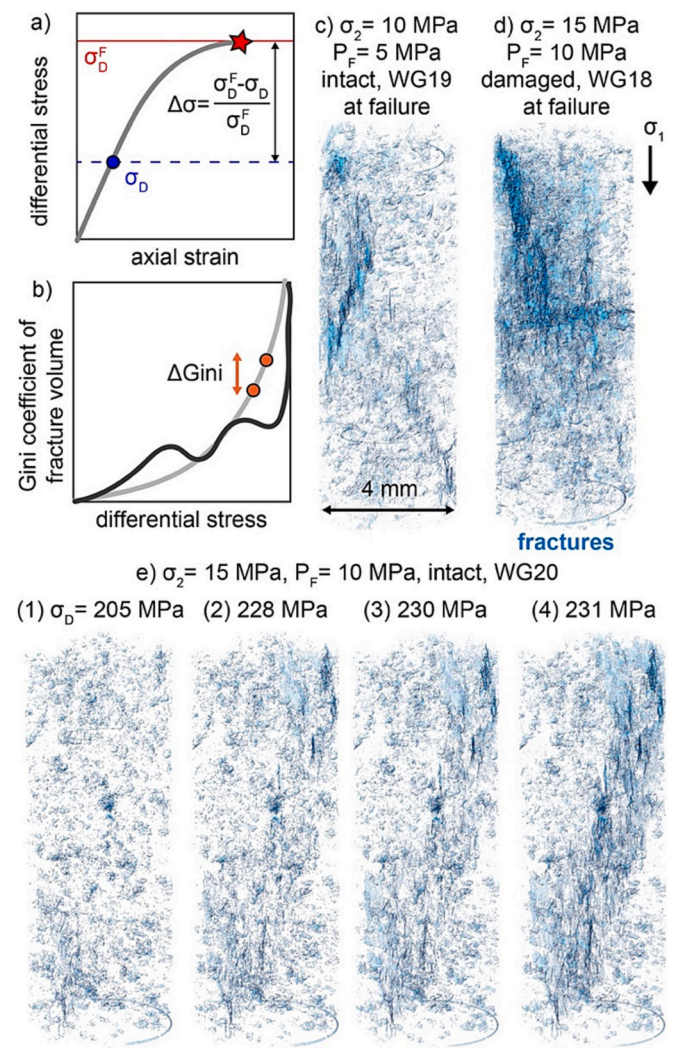 a)
differential stress
σ_D^F
Δσ= (σ_D^F-σ_D)/σ_D^F
σ_D
axial strain
b)
Gini coefficient of
fracture volume
ΔGini
differential stress
c) σ₂= 10 MPa
P_F= 5 MPa
intact, WG19
at failure
4 mm
d) σ₂= 15 MPa
P_F= 10 MPa
damaged, WG18
at failure
σ₁
fractures
e) σ₂= 15 MPa, P_F= 10 MPa, intact, WG20
(1) σ_D= 205 MPa
(2) 228 MPa
(3) 230 MPa
(4) 231 MPa